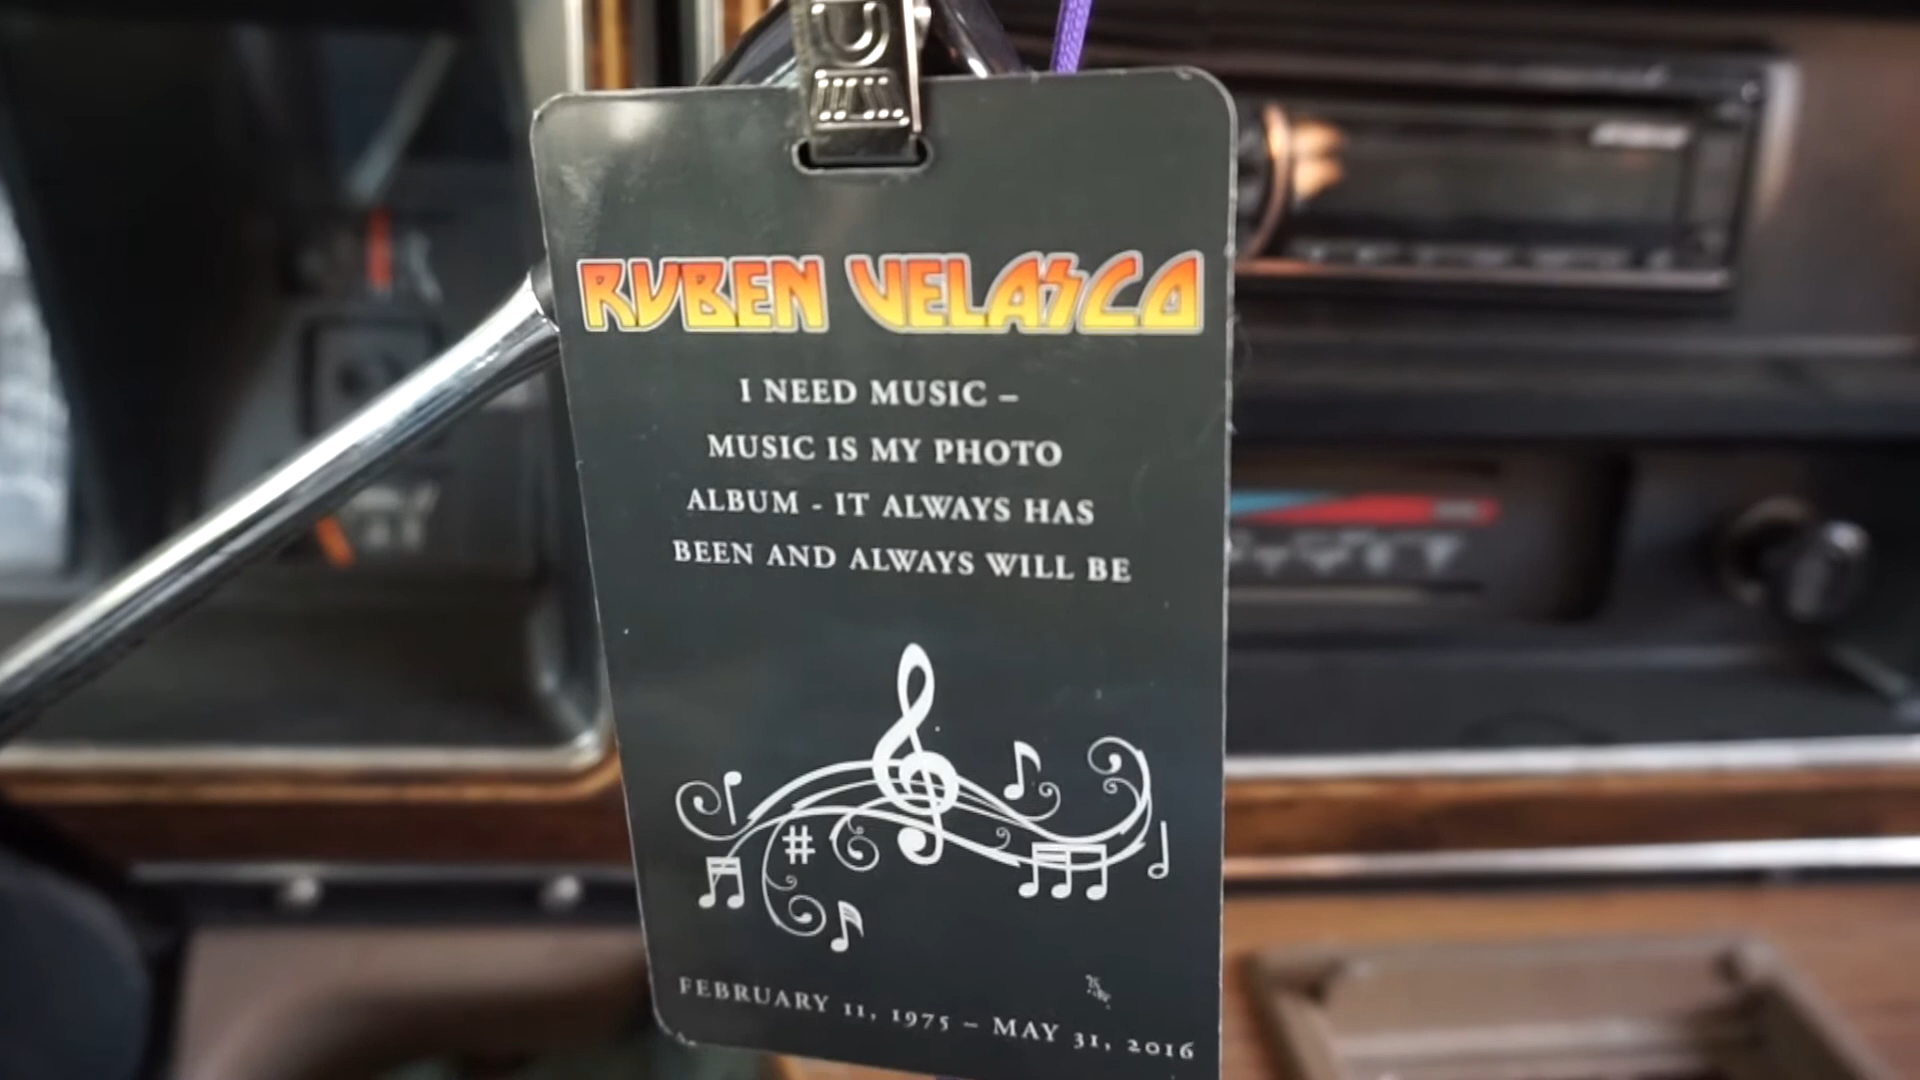 RUBEN VELASCO
I NEED MUSIC –
MUSIC IS MY PHOTO
ALBUM - IT ALWAYS HAS
BEEN AND ALWAYS WILL BE
FEBRUARY 11, 1975 – MAY 31, 2016